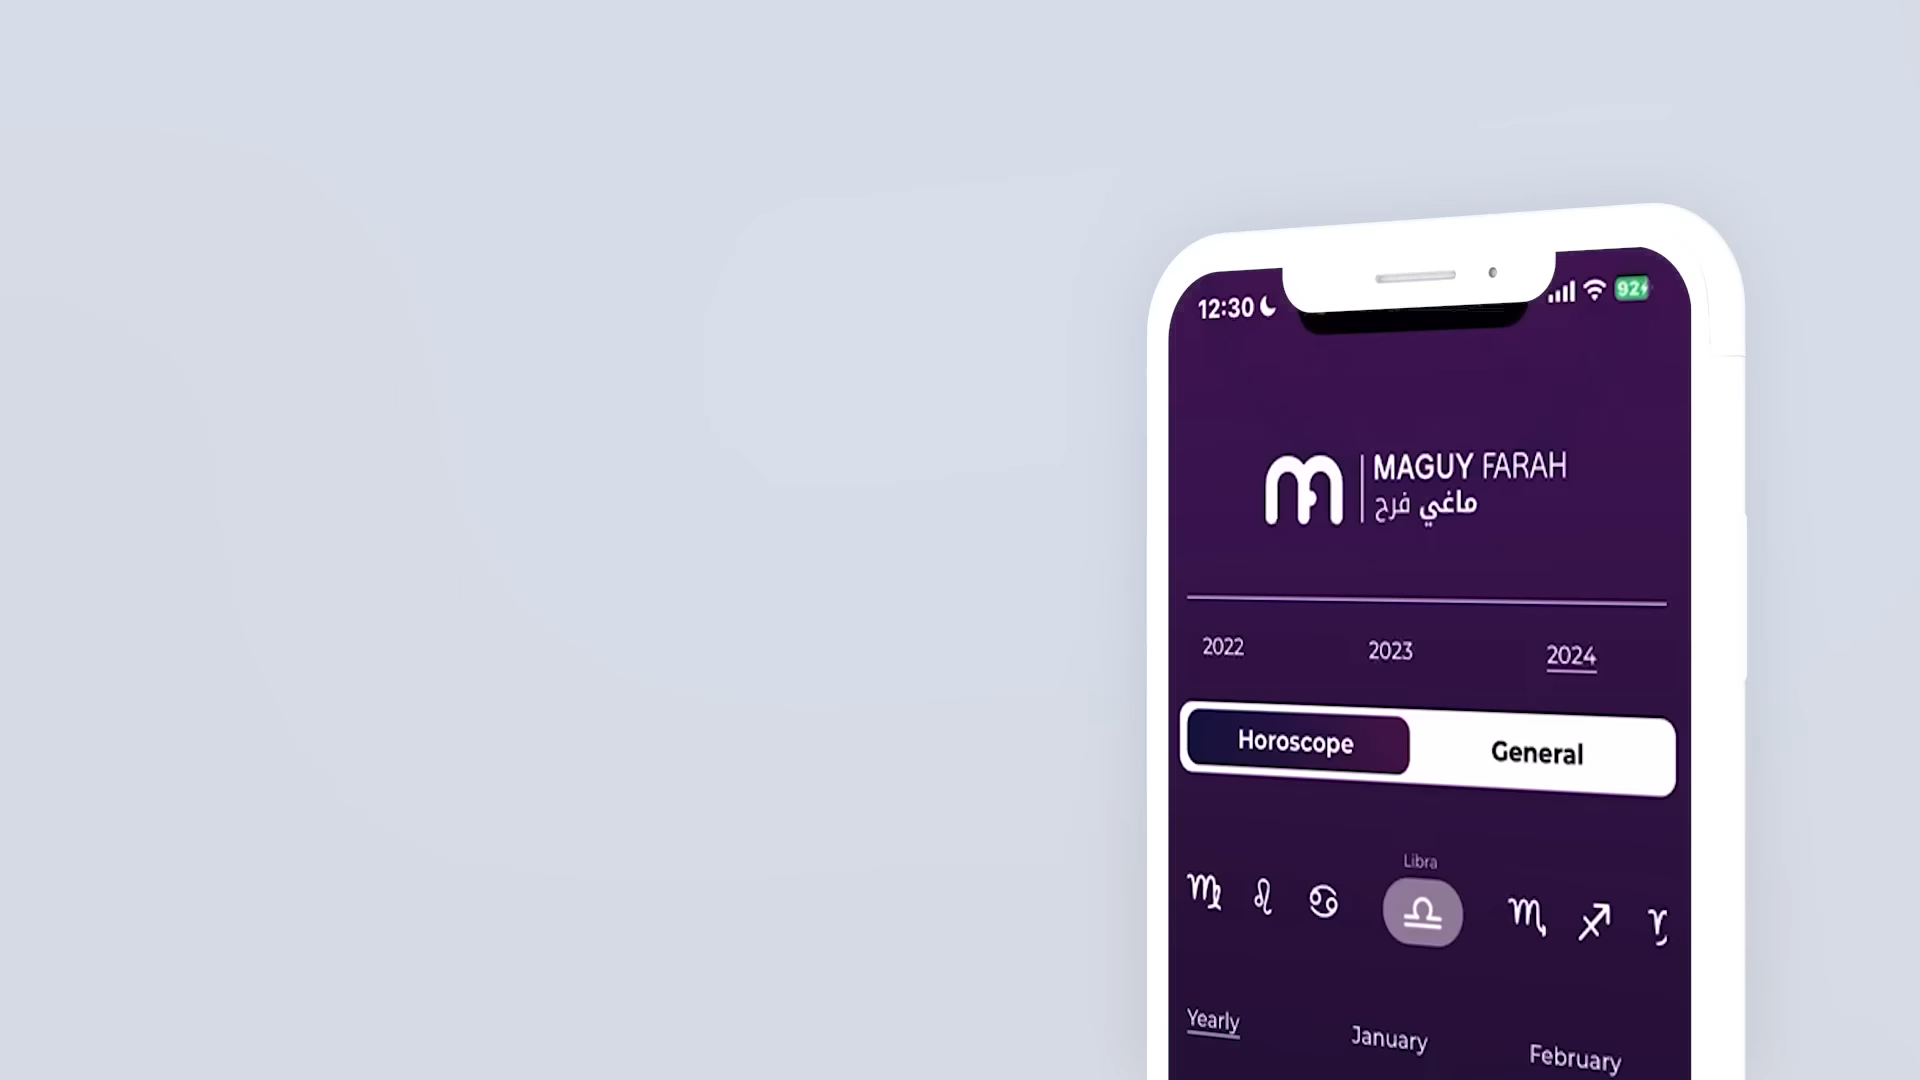 12:30
92
MAGUY FARAH
ماغي فرح
2022 2023 2024
Horoscope General
Libra
Yearly January February